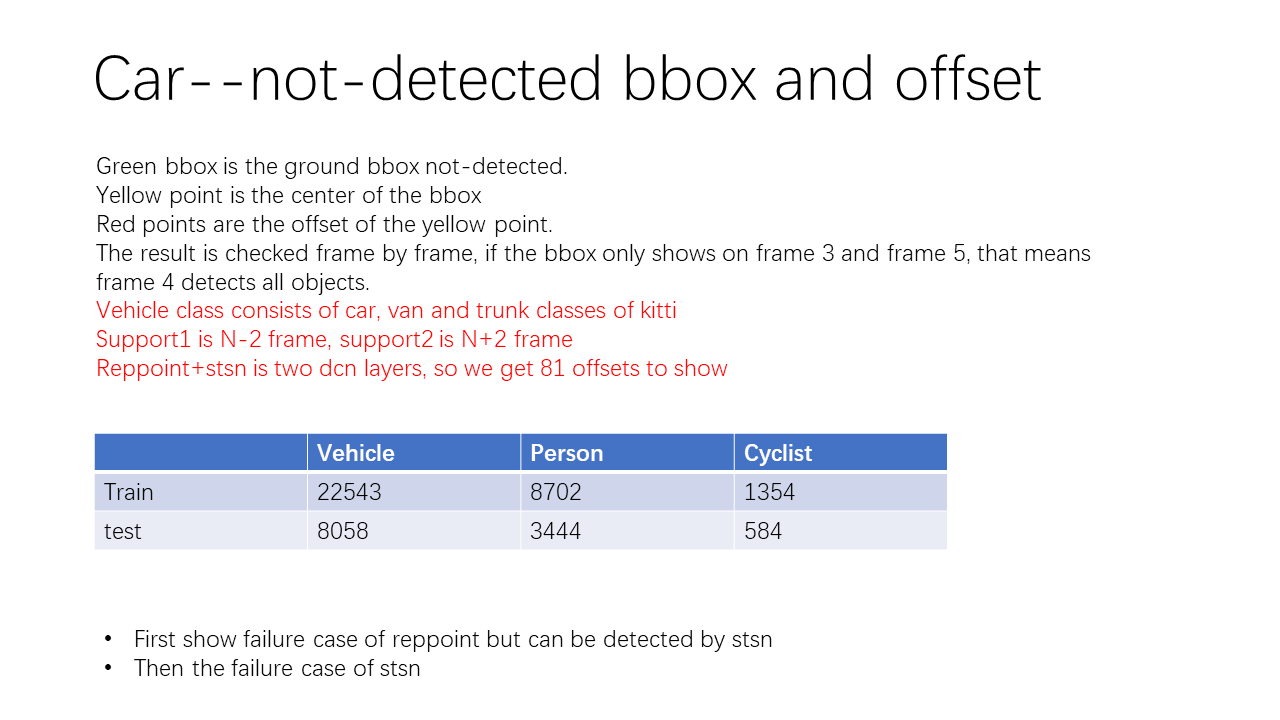 Car--not-detected bbox and offset
Green bbox is the ground bbox not-detected.
Yellow point is the center of the bbox
Red points are the offset of the yellow point.
The result is checked frame by frame, if the bbox only shows on frame 3 and frame 5, that means
frame 4 detects all objects.
Vehicle class consists of car, van and trunk classes of kitti
Support1 is N-2 frame, support2 is N+2 frame
Reppoint+stsn is two dcn layers, so we get 81 offsets to show
Vehicle Person Cyclist
Train 22543 8702 1354
test 8058 3444 584
• First show failure case of reppoint but can be detected by stsn
• Then the failure case of stsn